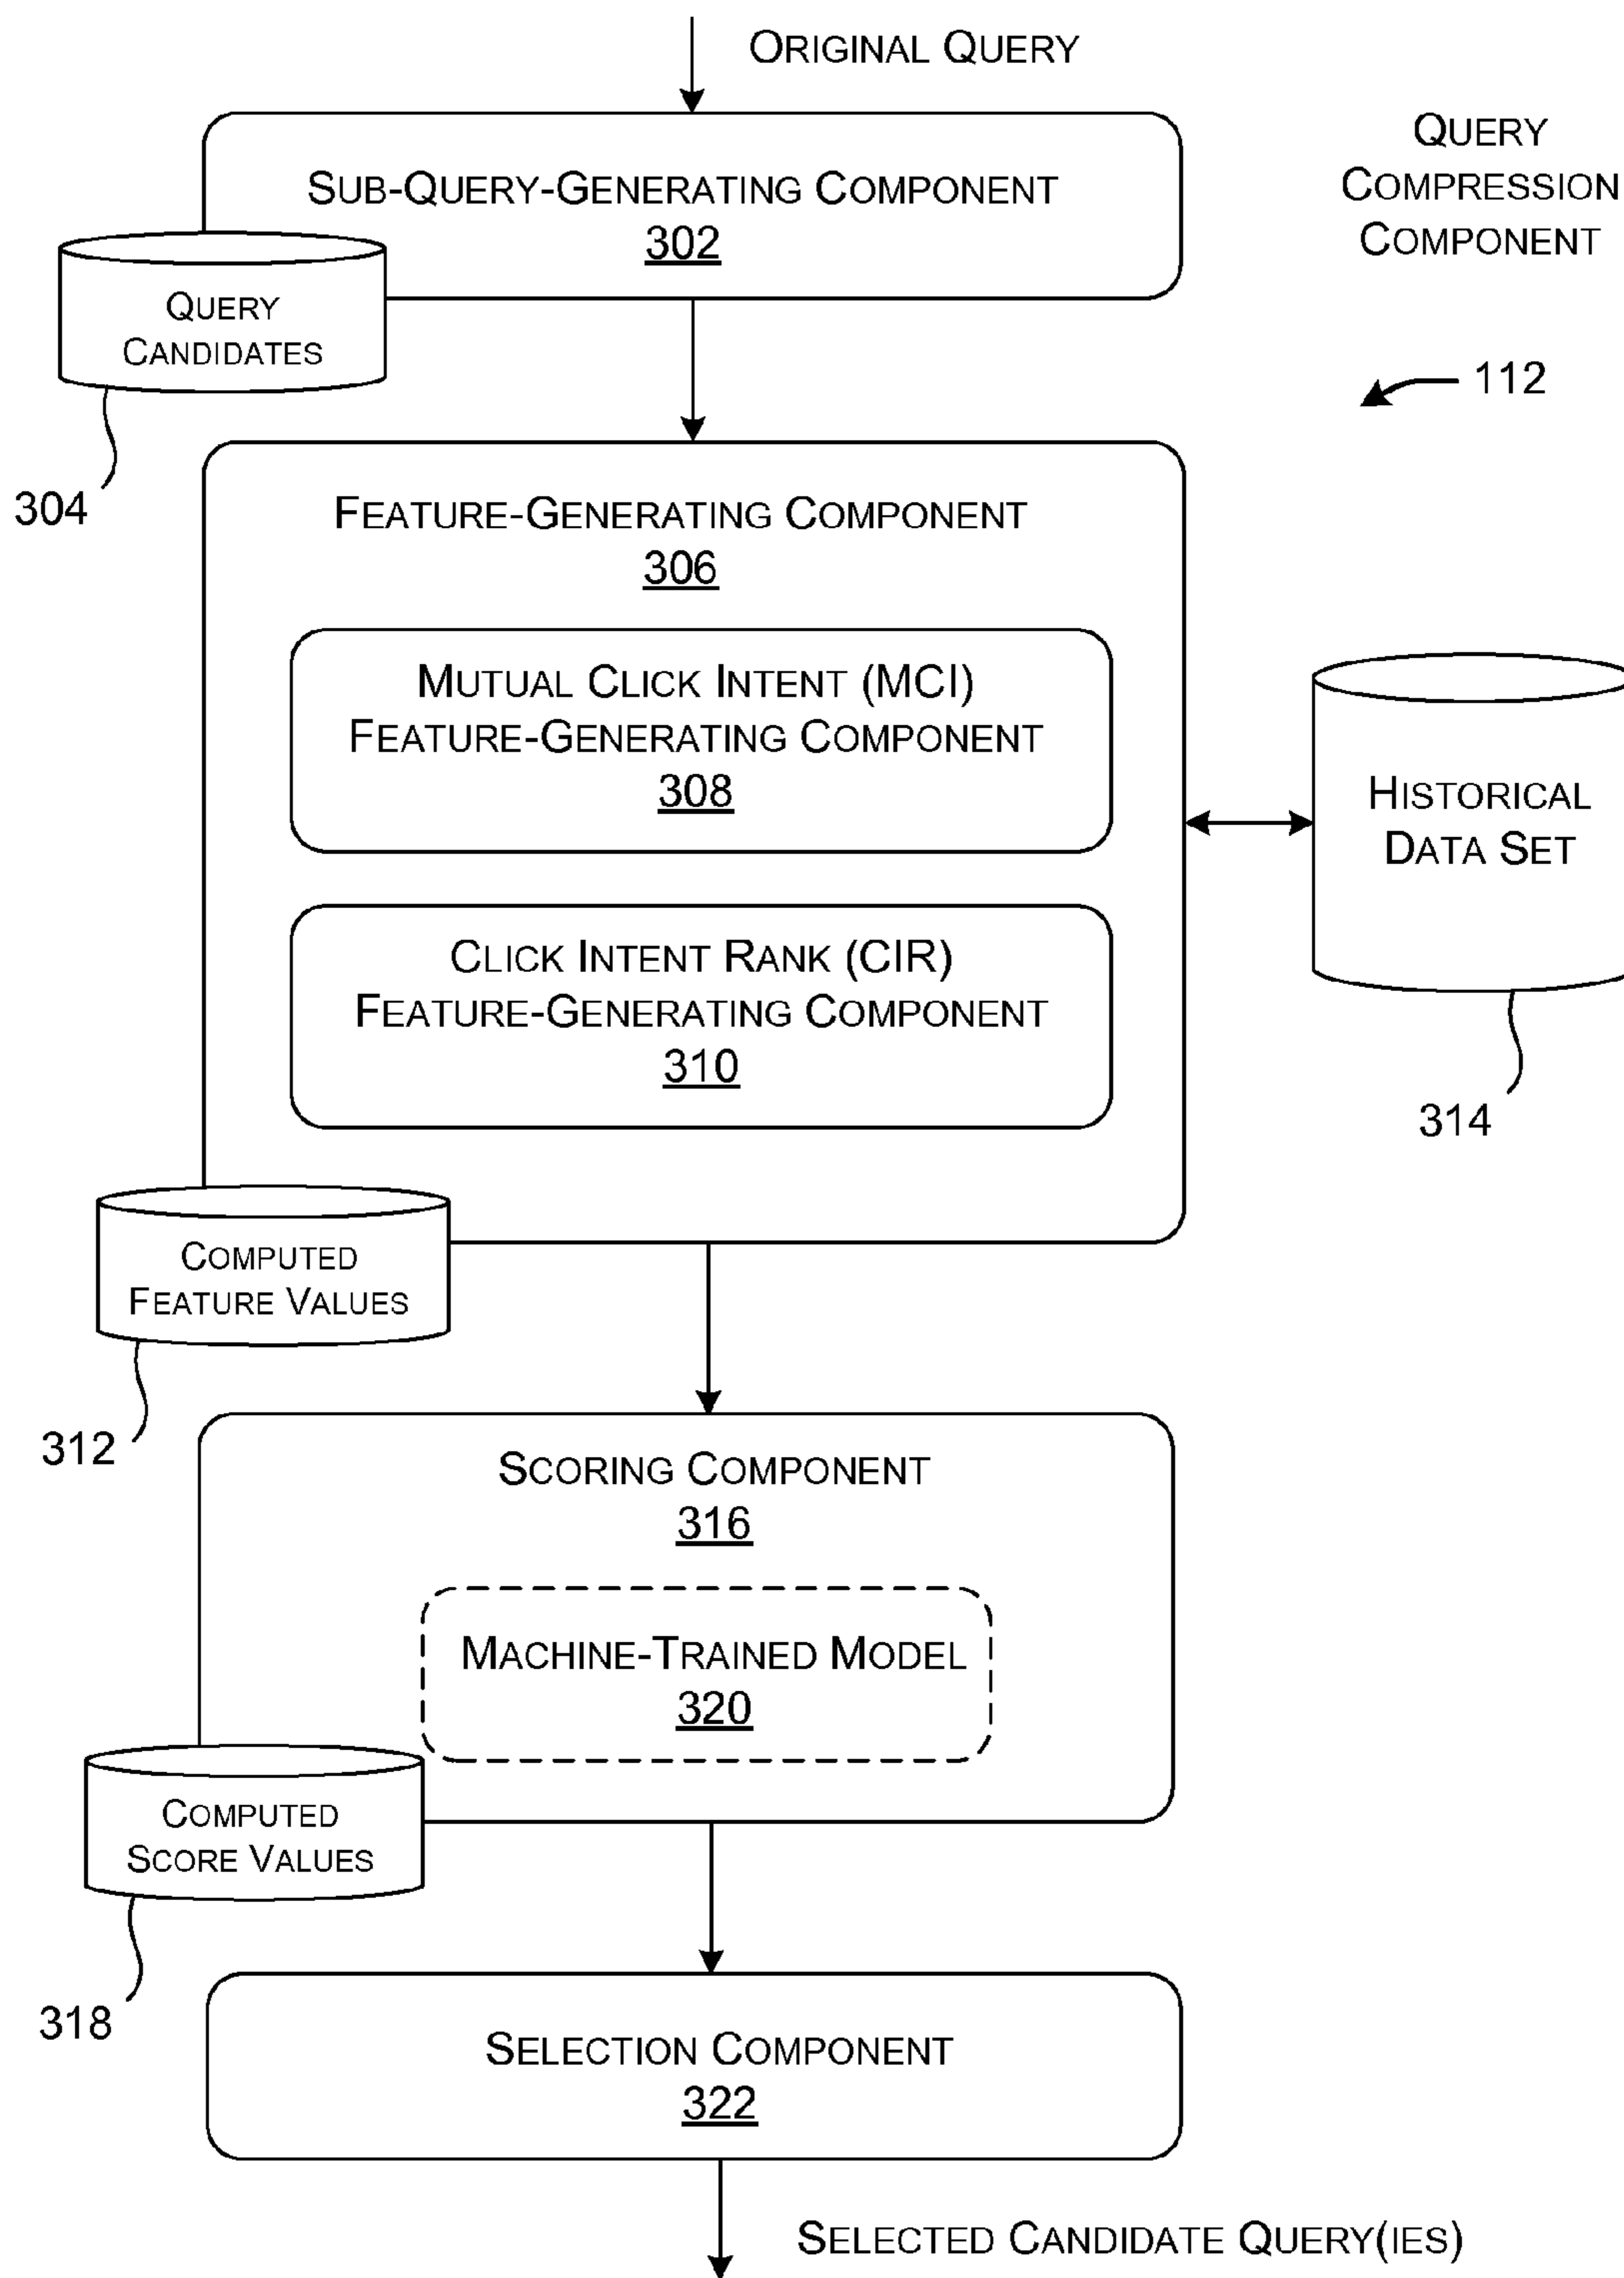 ORIGINAL QUERY
SUB-QUERY-GENERATING COMPONENT
302
QUERY
COMPRESSION
COMPONENT
112
QUERY
CANDIDATES
304
FEATURE-GENERATING COMPONENT
306
MUTUAL CLICK INTENT (MCI)
FEATURE-GENERATING COMPONENT
308
CLICK INTENT RANK (CIR)
FEATURE-GENERATING COMPONENT
310
HISTORICAL
DATA SET
314
COMPUTED
FEATURE VALUES
312
SCORING COMPONENT
316
MACHINE-TRAINED MODEL
320
COMPUTED
SCORE VALUES
318
SELECTION COMPONENT
322
SELECTED CANDIDATE QUERY(IES)